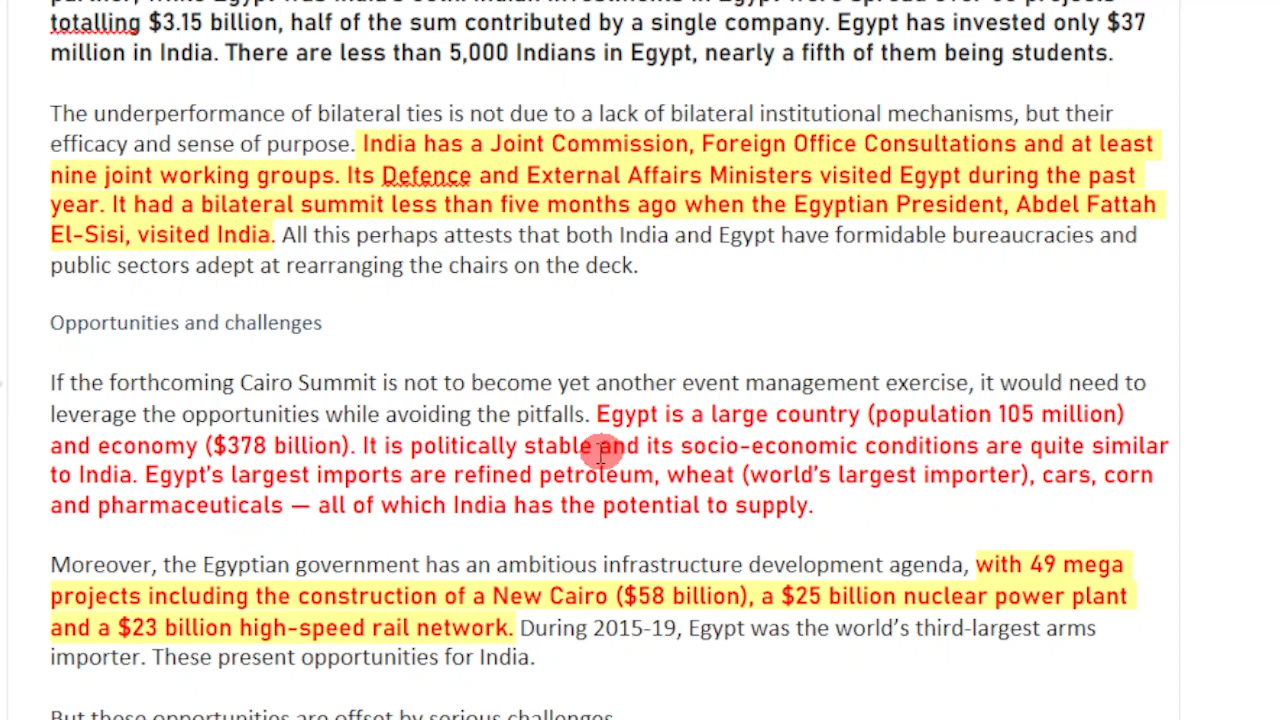 totalling $3.15 billion, half of the sum contributed by a single company. Egypt has invested only $37
million in India. There are less than 5,000 Indians in Egypt, nearly a fifth of them being students.
The underperformance of bilateral ties is not due to a lack of bilateral institutional mechanisms, but their
efficacy and sense of purpose. India has a Joint Commission, Foreign Office Consultations and at least
nine joint working groups. Its Defence and External Affairs Ministers visited Egypt during the past
year. It had a bilateral summit less than five months ago when the Egyptian President, Abdel Fattah
El-Sisi, visited India. All this perhaps attests that both India and Egypt have formidable bureaucracies and
public sectors adept at rearranging the chairs on the deck.
Opportunities and challenges
If the forthcoming Cairo Summit is not to become yet another event management exercise, it would need to
leverage the opportunities while avoiding the pitfalls. Egypt is a large country (population 105 million)
and economy ($378 billion). It is politically stable and its socio-economic conditions are quite similar
to India. Egypt’s largest imports are refined petroleum, wheat (world’s largest importer), cars, corn
and pharmaceuticals — all of which India has the potential to supply.
Moreover, the Egyptian government has an ambitious infrastructure development agenda, with 49 mega
projects including the construction of a New Cairo ($58 billion), a $25 billion nuclear power plant
and a $23 billion high-speed rail network. During 2015-19, Egypt was the world’s third-largest arms
importer. These present opportunities for India.
But these opportunities are offset by serious challenges